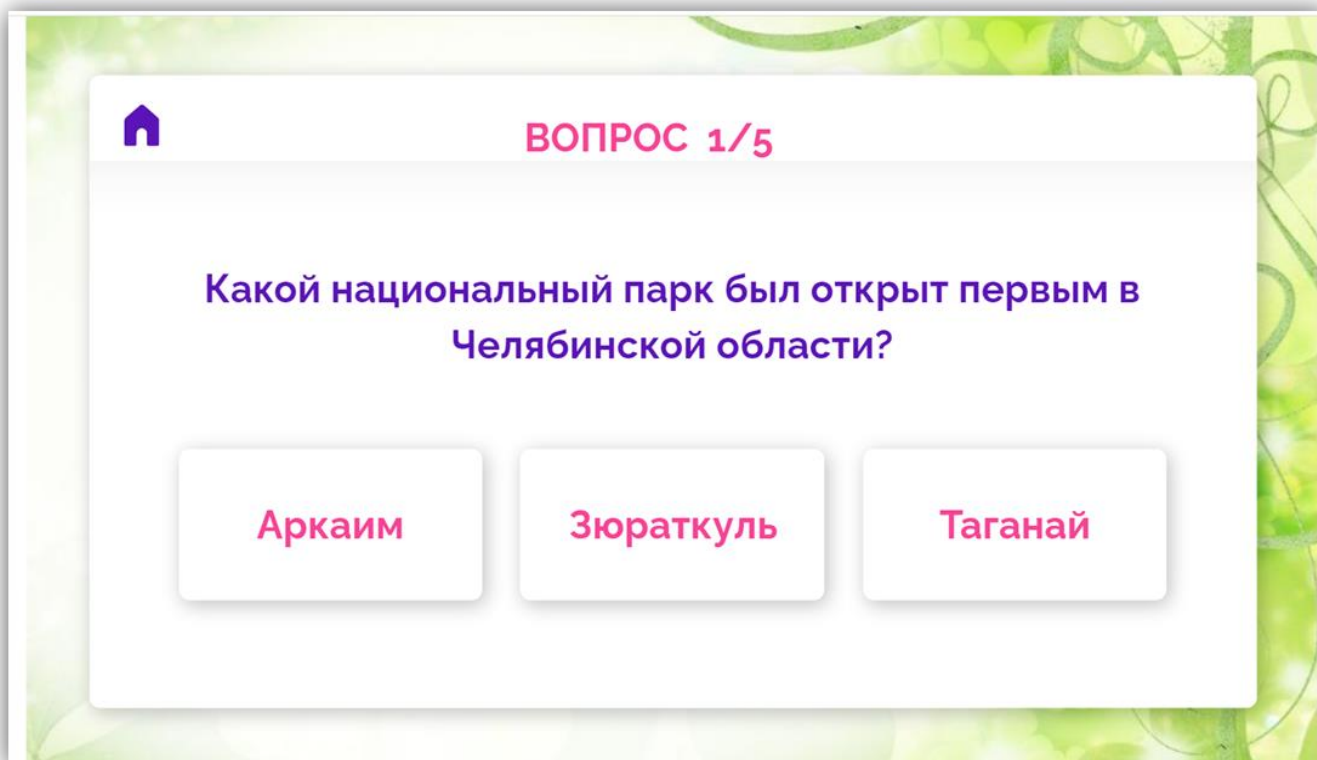 ВОПРОС 1/5
Какой национальный парк был открыт первым в
Челябинской области?
Аркаим
Зюраткуль
Таганай